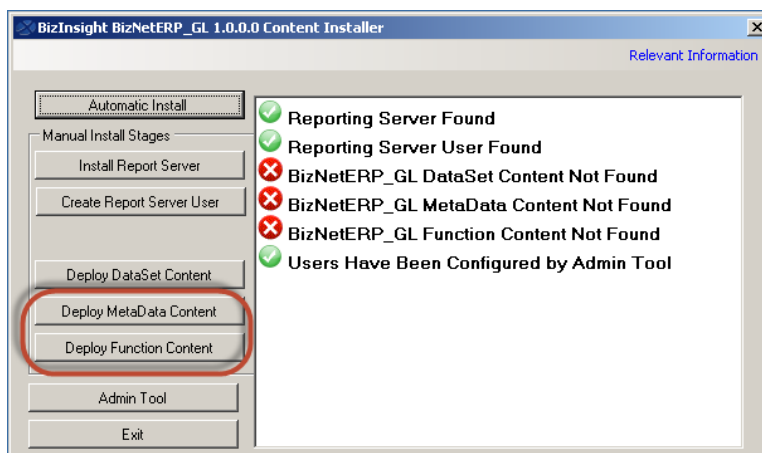 BizInsight BizNetERP_GL 1.0.0.0 Content Installer
Relevant Information
Automatic Install
Manual Install Stages
Install Report Server
Create Report Server User
Deploy DataSet Content
Deploy MetaData Content
Deploy Function Content
Admin Tool
Exit
Reporting Server Found
Reporting Server User Found
BizNetERP_GL DataSet Content Not Found
BizNetERP_GL MetaData Content Not Found
BizNetERP_GL Function Content Not Found
Users Have Been Configured by Admin Tool